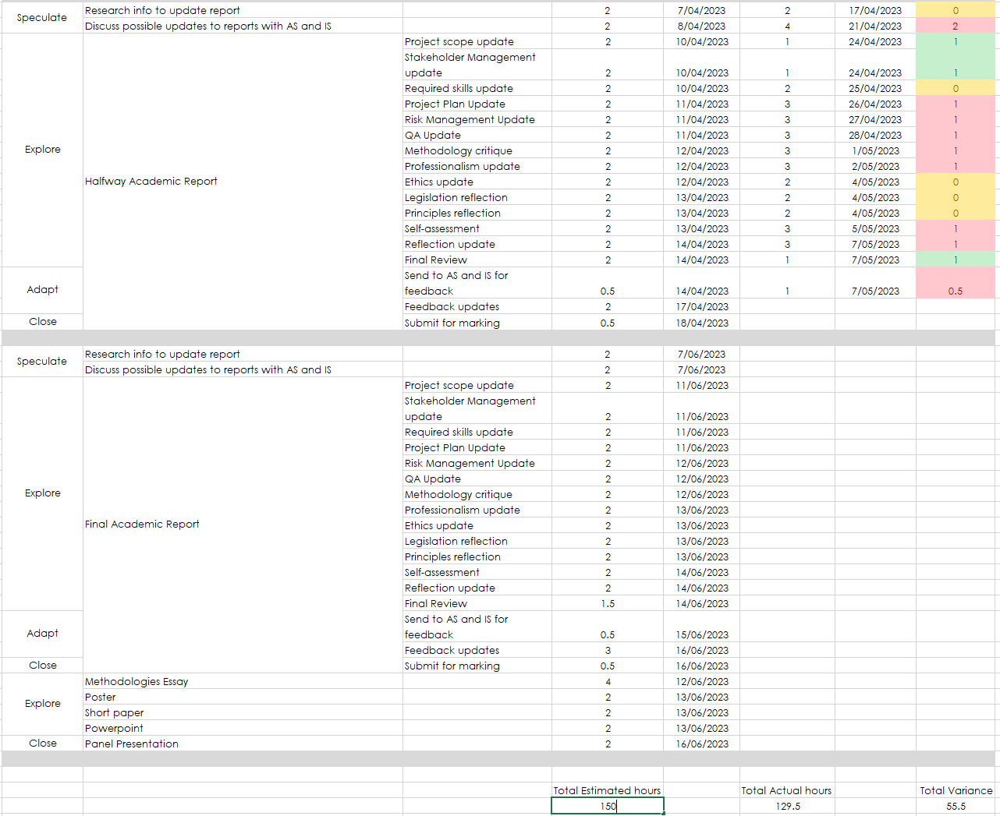 Speculate
Research info to update report 2 7/04/2023 2 17/04/2023 0
Discuss possible updates to reports with AS and IS 2 8/04/2023 4 21/04/2023 2
Explore
Halfway Academic Report
Project scope update 2 10/04/2023 1 24/04/2023 1
Stakeholder Management
update 2 10/04/2023 1 24/04/2023 1
Required skills update 2 10/04/2023 2 25/04/2023 0
Project Plan Update 2 11/04/2023 3 26/04/2023 1
Risk Management Update 2 11/04/2023 3 27/04/2023 1
QA Update 2 11/04/2023 3 28/04/2023 1
Methodology critique 2 12/04/2023 3 1/05/2023 1
Professionalism update 2 12/04/2023 3 2/05/2023 1
Ethics update 2 12/04/2023 2 4/05/2023 0
Legislation reflection 2 13/04/2023 2 4/05/2023 0
Principles reflection 2 13/04/2023 2 4/05/2023 0
Self-assessment 2 13/04/2023 3 5/05/2023 1
Reflection update 2 14/04/2023 3 7/05/2023 1
Final Review 2 14/04/2023 1 7/05/2023 1
Adapt
Send to AS and IS for
feedback 0.5 14/04/2023 1 7/05/2023 0.5
Feedback updates 2 17/04/2023
Close
Submit for marking 0.5 18/04/2023
Speculate
Research info to update report 2 7/06/2023
Discuss possible updates to reports with AS and IS 2 7/06/2023
Explore
Final Academic Report
Project scope update 2 11/06/2023
Stakeholder Management
update 2 11/06/2023
Required skills update 2 11/06/2023
Project Plan Update 2 11/06/2023
Risk Management Update 2 12/06/2023
QA Update 2 12/06/2023
Methodology critique 2 12/06/2023
Professionalism update 2 13/06/2023
Ethics update 2 13/06/2023
Legislation reflection 2 13/06/2023
Principles reflection 2 13/06/2023
Self-assessment 2 14/06/2023
Reflection update 2 14/06/2023
Final Review 1.5 14/06/2023
Adapt
Send to AS and IS for
feedback 0.5 15/06/2023
Feedback updates 3 16/06/2023
Close
Submit for marking 0.5 16/06/2023
Explore
Methodologies Essay 4 12/06/2023
Poster 2 13/06/2023
Short paper 2 13/06/2023
Powerpoint 2 13/06/2023
Close
Panel Presentation 2 16/06/2023
Total Estimated hours Total Actual hours Total Variance
150 129.5 55.5